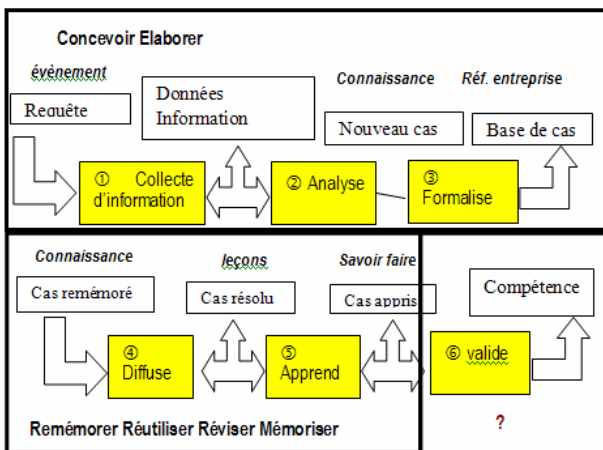 Concevoir Elaborer
évènement
Connaissance
Réf. entreprise
Requête
Données
Information
Nouveau cas
Base de cas
① Collecte
d'information
② Analyse
③
Formalise
Connaissance
leçons
Savoir faire
Cas remémoré
Cas résolu
Cas appris
Compétence
④
Diffuse
⑤
Apprend
⑥ valide
?
Remémorer Réutiliser Réviser Mémoriser